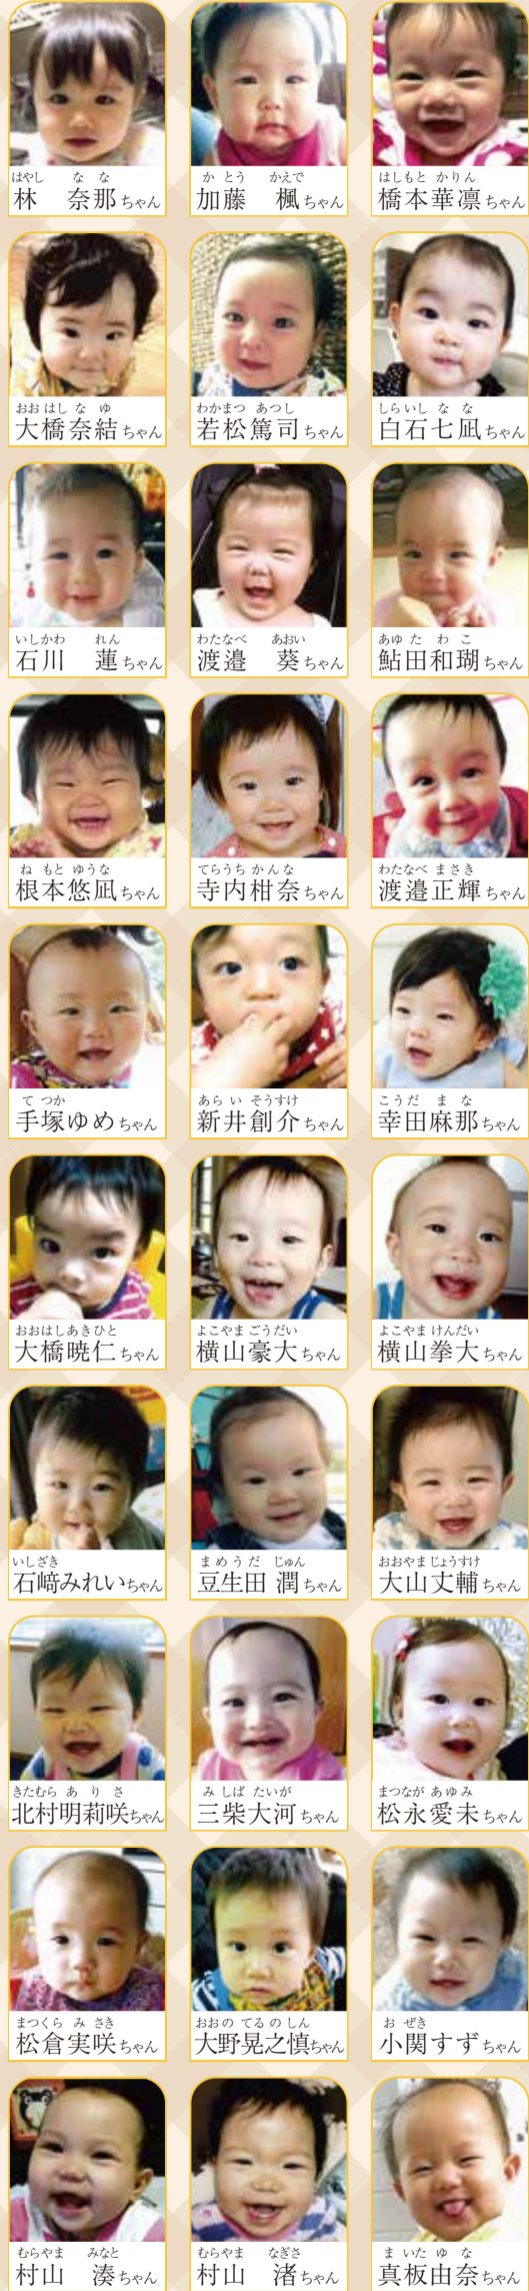 はやし なな
林 奈那ちゃん
かとう かえで
加藤 楓ちゃん
はしもと かりん
橋本華凛ちゃん
おおはし なゆ
大橋奈結ちゃん
わかまつ あつし
若松篤司ちゃん
しらいし なな
白石七凪ちゃん
いしかわ れん
石川 蓮ちゃん
わたなべ あおい
渡邉 葵ちゃん
あゆた わこ
鮎田和瑚ちゃん
ねもと ゆうな
根本悠凪ちゃん
てらうち かんな
寺内柑奈ちゃん
わたなべ まさき
渡邉正輝ちゃん
てつか
手塚ゆめちゃん
あらい そうすけ
新井創介ちゃん
こうだ まな
幸田麻那ちゃん
おおはしあきひと
大橋暁仁ちゃん
よこやま ごうだい
横山豪大ちゃん
よこやま けんだい
横山拳大ちゃん
いしざき
石﨑みれいちゃん
まめうだ じゅん
豆生田 潤ちゃん
おおやまじょうすけ
大山丈輔ちゃん
きたむら ありさ
北村明莉咲ちゃん
みしば たいが
三柴大河ちゃん
まつなが あゆみ
松永愛未ちゃん
まつくら みさき
松倉実咲ちゃん
おおの てるのしん
大野晃之慎ちゃん
おぜき
小関すずちゃん
むらやま みなと
村山 湊ちゃん
むらやま なぎさ
村山 渚ちゃん
まいた ゆな
真板由奈ちゃん